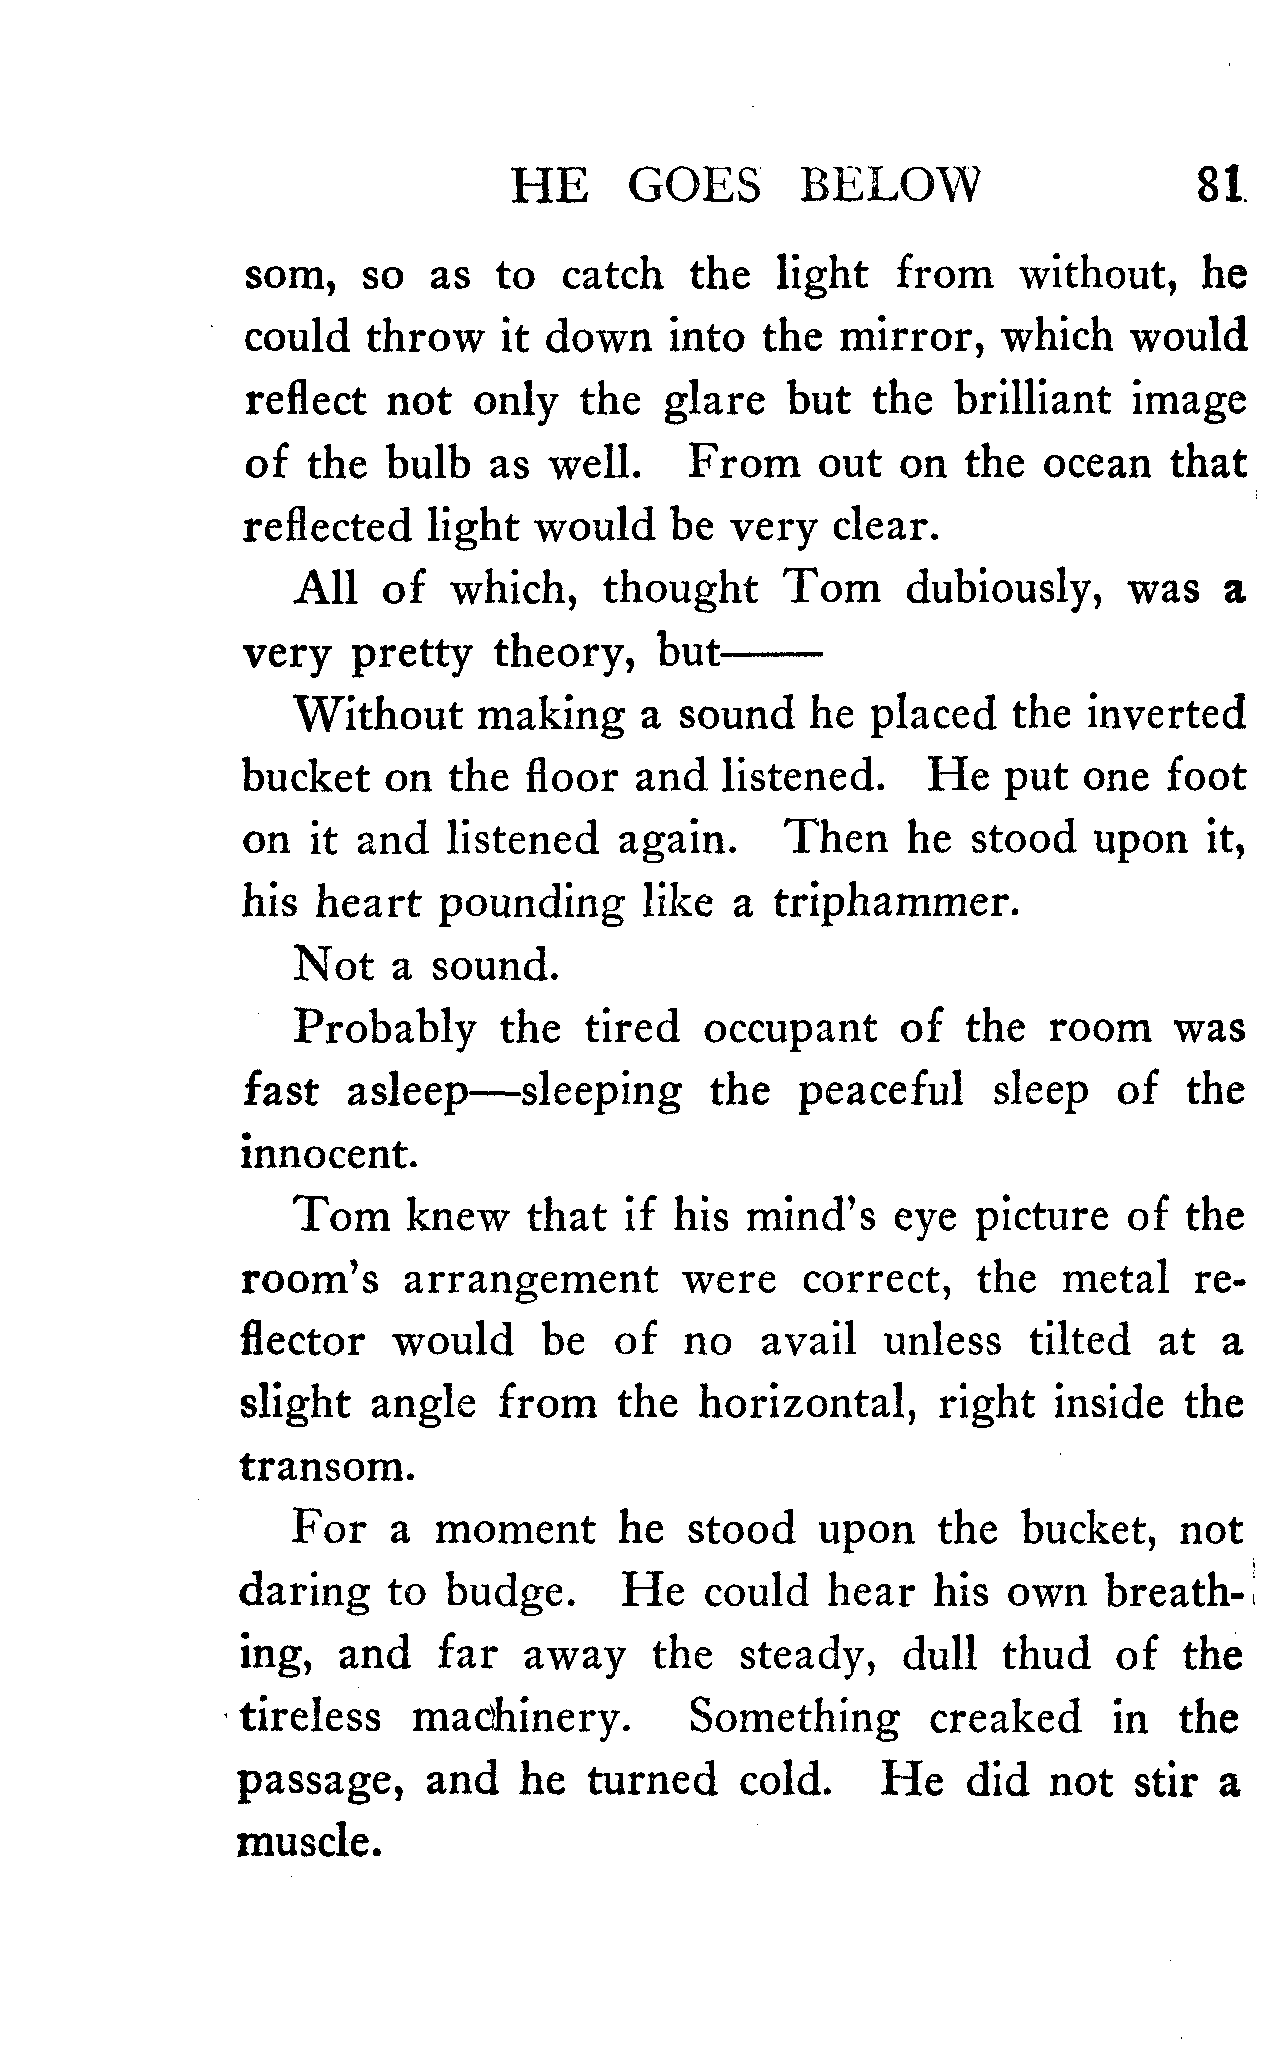 HE GOES BELOW 81
som, so as to catch the light from without, he
could throw it down into the mirror, which would
reflect not only the glare but the brilliant image
of the bulb as well. From out on the ocean that
reflected light would be very clear.
All of which, thought Tom dubiously, was a
very pretty theory, but——
Without making a sound he placed the inverted
bucket on the floor and listened. He put one foot
on it and listened again. Then he stood upon it,
his heart pounding like a triphammer.
Not a sound.
Probably the tired occupant of the room was
fast asleep—sleeping the peaceful sleep of the
innocent.
Tom knew that if his mind's eye picture of the
room's arrangement were correct, the metal re-
flector would be of no avail unless tilted at a
slight angle from the horizontal, right inside the
transom.
For a moment he stood upon the bucket, not
daring to budge. He could hear his own breath-
ing, and far away the steady, dull thud of the
tireless machinery. Something creaked in the
passage, and he turned cold. He did not stir a
muscle.